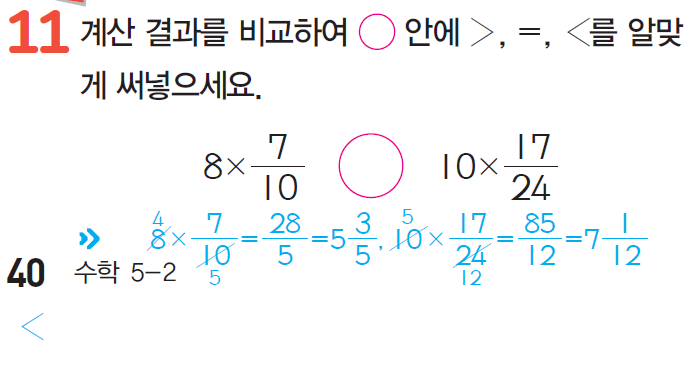 11 계산 결과를 비교하여 ○ 안에 >, =, <를 알맞
게 써넣으세요.
8×7/10 ○ 10×17/24
» 8×7/10=28/5=5 3/5, 10×17/24=85/12=7 1/12
4 5 5 12
40 수학 5-2
<